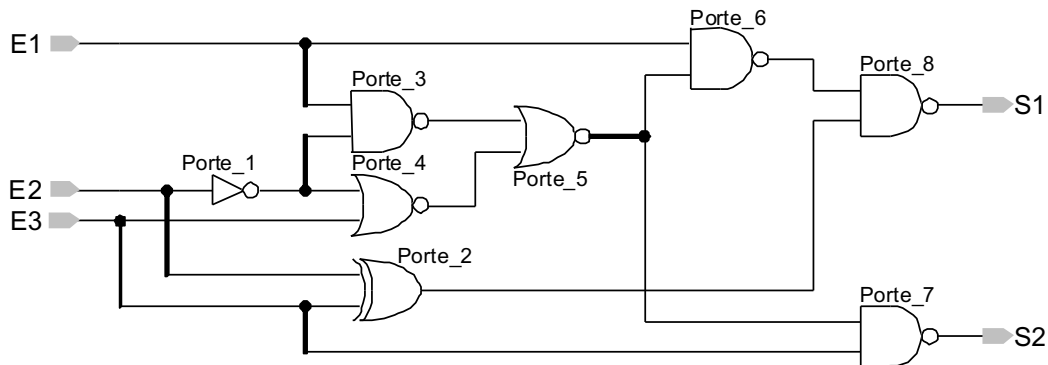 Porte_6
E1
Porte_8
Porte_3
S1
Porte_1
Porte_4
Porte_5
E2
E3
Porte_2
Porte_7
S2